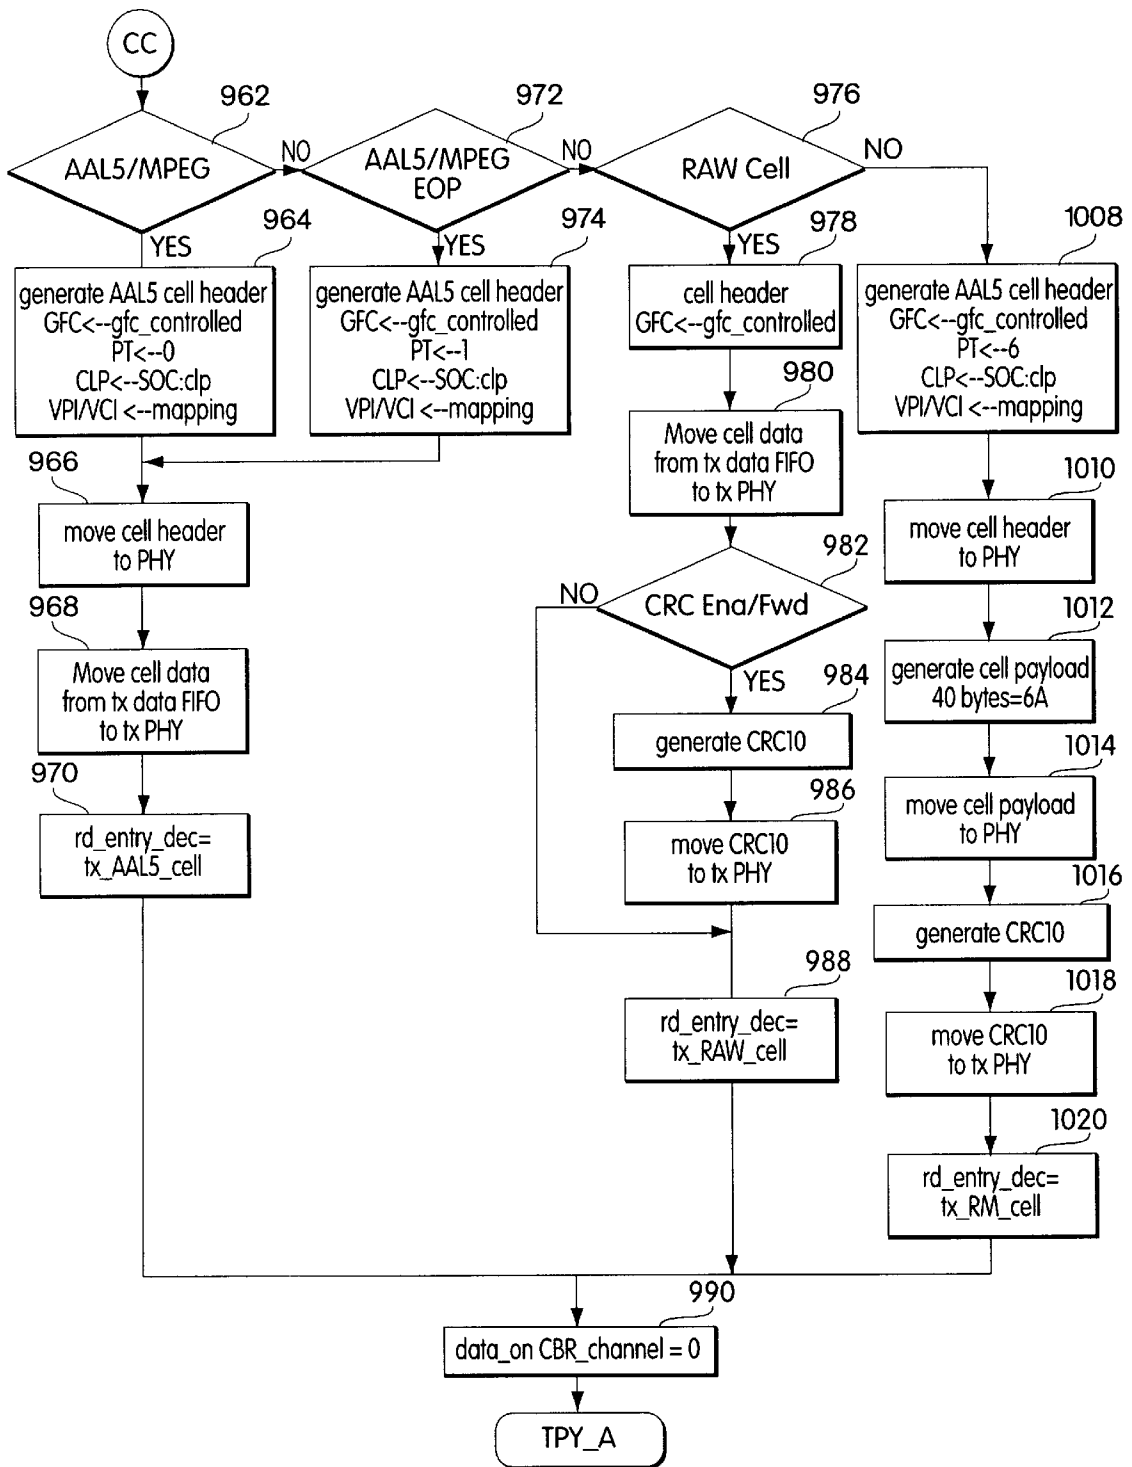 CC
962
AAL5/MPEG
NO
YES
972
AAL5/MPEG
EOP
NO
YES
976
RAW Cell
NO
YES
964
generate AAL5 cell header
GFC<--gfc_controlled
PT<--0
CLP<--SOC:clp
VPI/VCI <--mapping
974
generate AAL5 cell header
GFC<--gfc_controlled
PT<--1
CLP<--SOC:clp
VPI/VCI <--mapping
978
cell header
GFC<--gfc_controlled
1008
generate AAL5 cell header
GFC<--gfc_controlled
PT<--6
CLP<--SOC:clp
VPI/VCI <--mapping
966
move cell header
to PHY
968
Move cell data
from tx data FIFO
to tx PHY
970
rd_entry_dec=
tx_AAL5_cell
980
Move cell data
from tx data FIFO
to tx PHY
982
CRC Ena/Fwd
NO
YES
984
generate CRC10
986
move CRC10
to tx PHY
988
rd_entry_dec=
tx_RAW_cell
1010
move cell header
to PHY
1012
generate cell payload
40 bytes=6A
1014
move cell payload
to PHY
1016
generate CRC10
1018
move CRC10
to tx PHY
1020
rd_entry_dec=
tx_RM_cell
990
data_on CBR_channel = 0
TPY_A